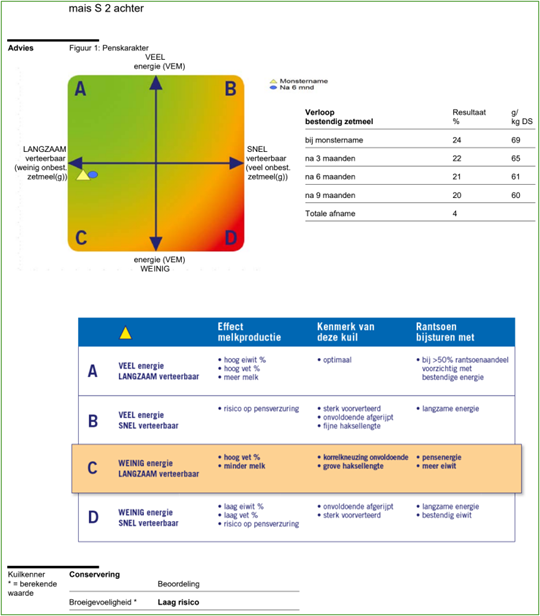 mais S 2 achter
Advies
Figuur 1: Penskarakter
VEEL
energie (VEM)
A
B
C
D
LANGZAAM
verteerbaar
(weinig onbest.
zetmeel(g))
SNEL
verteerbaar
(veel onbest.
zetmeel(g))
energie (VEM)
WEINIG
Monstername
Na 6 mnd
Verloop Resultaat g/
bestendig zetmeel % kg DS
bij monstername 24 69
na 3 maanden 22 65
na 6 maanden 21 61
na 9 maanden 20 60
Totale afname 4
Effect Kenmerk van Rantsoen
melkproductie deze kuil bijsturen met
A
VEEL energie
LANGZAAM verteerbaar
• hoog eiwit %
• hoog vet %
• meer melk
• optimaal
• bij >50% rantsoenaandeel
voorzichtig met
bestendige energie
B
VEEL energie
SNEL verteerbaar
• risico op pensverzuring
• sterk voorverteerd
• onvoldoende afgerijpt
• fijne haksellengte
• langzame energie
C
WEINIG energie
LANGZAAM verteerbaar
• hoog vet %
• minder melk
• korrelkneuzing onvoldoende
• grove haksellengte
• pensenergie
• meer eiwit
D
WEINIG energie
SNEL verteerbaar
• laag eiwit %
• laag vet %
• risico op pensverzuring
• onvoldoende afgerijpt
• sterk voorverteerd
• langzame energie
• bestendig eiwit
Kuilkenner
* = berekende
waarde
Conservering
Beoordeling
Broeigevoeligheid * Laag risico